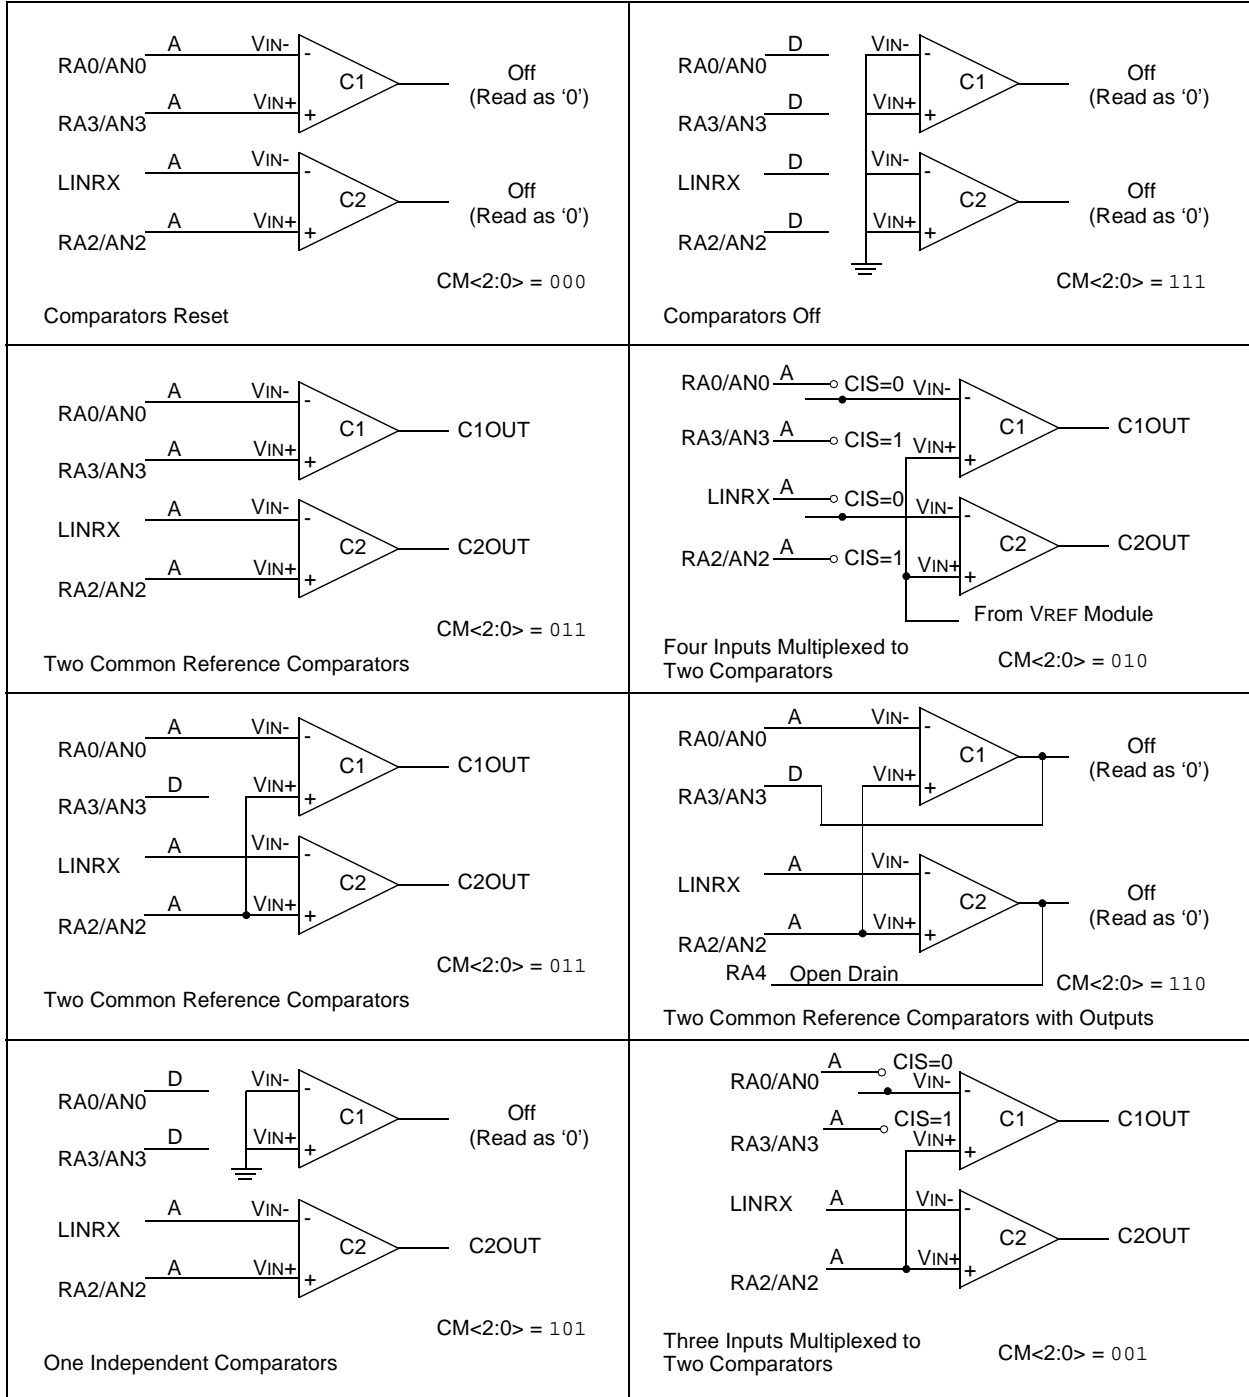 A VIN-
RA0/AN0 - C1 Off
(Read as ‘0’)
A VIN+
RA3/AN3 +
A VIN-
LINRX - C2 Off
(Read as ‘0’)
A VIN+
RA2/AN2 +
CM<2:0> = 000
Comparators Reset
D VIN-
RA0/AN0 - C1 Off
(Read as ‘0’)
D VIN+
RA3/AN3 +
D VIN-
LINRX - C2 Off
(Read as ‘0’)
D VIN+
RA2/AN2 +
CM<2:0> = 111
Comparators Off
A VIN-
RA0/AN0 - C1 C1OUT
A VIN+
RA3/AN3 +
A VIN-
LINRX - C2 C2OUT
A VIN+
RA2/AN2 +
CM<2:0> = 011
Two Common Reference Comparators
RA0/AN0 A CIS=0 VIN-
- C1 C1OUT
RA3/AN3 A CIS=1 VIN+
+
LINRX A CIS=0 VIN-
- C2 C2OUT
RA2/AN2 A CIS=1 VIN+
+
From VREF Module
Four Inputs Multiplexed to
Two Comparators CM<2:0> = 010
A VIN-
RA0/AN0 - C1 C1OUT
D VIN+
RA3/AN3 +
A VIN-
LINRX - C2 C2OUT
A VIN+
RA2/AN2 +
CM<2:0> = 011
Two Common Reference Comparators
A VIN-
RA0/AN0 - C1 Off
(Read as ‘0’)
D VIN+
RA3/AN3 +
A VIN-
LINRX - C2 Off
(Read as ‘0’)
A VIN+
RA2/AN2 +
RA4 Open Drain
CM<2:0> = 110
Two Common Reference Comparators with Outputs
D VIN-
RA0/AN0 - C1 Off
(Read as ‘0’)
D VIN+
RA3/AN3 +
A VIN-
LINRX - C2 C2OUT
A VIN+
RA2/AN2 +
CM<2:0> = 101
One Independent Comparators
A CIS=0
RA0/AN0 VIN-
- C1 C1OUT
A CIS=1
RA3/AN3 VIN+
+
LINRX A VIN-
- C2 C2OUT
A VIN+
RA2/AN2 +
Three Inputs Multiplexed to
Two Comparators CM<2:0> = 001